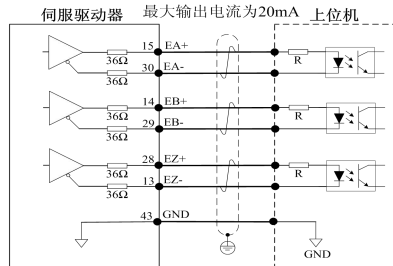 伺服驱动器 最大输出电流为20mA 上位机
15 EA+
36Ω R
30 EA-
36Ω
14 EB+
36Ω R
29 EB-
36Ω
28 EZ+
36Ω R
13 EZ-
36Ω
43 GND
GND